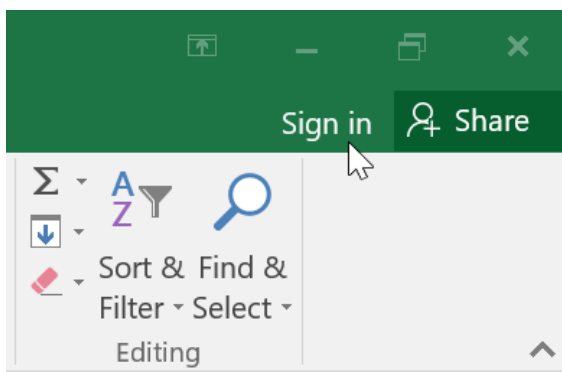 Sign in Share
Σ A
Z
Sort & Find &
Filter Select
Editing